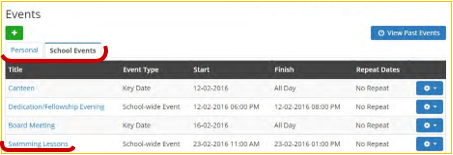 Events
+
View Past Events
Personal School Events
Title Event Type Start Finish Repeat Dates
Canteen Key Date 12-02-2016 All Day No Repeat
Dedication/Fellowship Evening School-wide Event 12-02-2016 06:00 PM 12-02-2016 08:00 PM No Repeat
Board Meeting Key Date 16-02-2016 All Day No Repeat
Swimming Lessons School-wide Event 23-02-2016 11:00 AM 23-02-2016 01:00 PM No Repeat